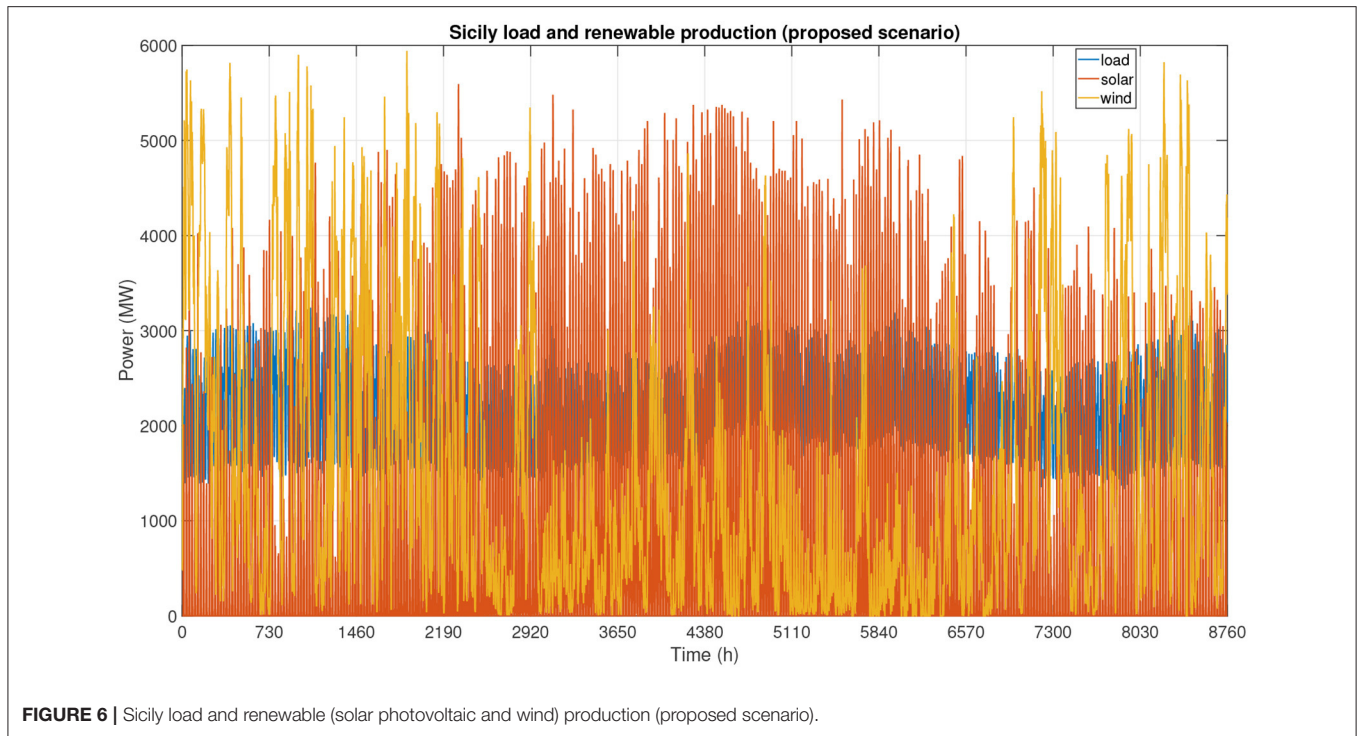 Sicily load and renewable production (proposed scenario)
6000
5000
4000
3000
2000
1000
0
Power (MW)
load
solar
wind
0 730 1460 2190 2920 3650 4380 5110 5840 6570 7300 8030 8760
Time (h)
FIGURE 6 | Sicily load and renewable (solar photovoltaic and wind) production (proposed scenario).